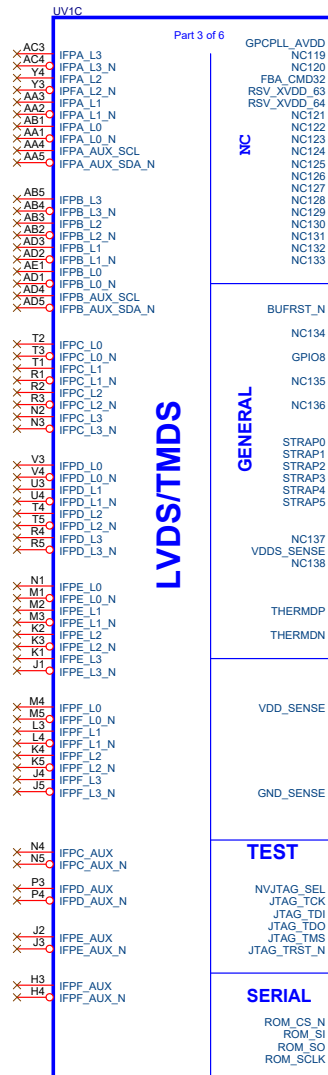 UV1C
Part 3 of 6
AC3 IFPA_L3
AC4 IFPA_L3_N
Y4 IFPA_L2
Y3 IFPA_L2_N
AA3 IFPA_L1
AA2 IFPA_L1_N
AB1 IFPA_L0
AA1 IFPA_L0_N
AA4 IFPA_AUX_SCL
AA5 IFPA_AUX_SDA_N
AB5 IFPB_L3
AB4 IFPB_L3_N
AB3 IFPB_L2
AB2 IFPB_L2_N
AD3 IFPB_L1
AD2 IFPB_L1_N
AE1 IFPB_L0
AD1 IFPB_L0_N
AD4 IFPB_AUX_SCL
AD5 IFPB_AUX_SDA_N
T2 IFPC_L0
T3 IFPC_L0_N
T1 IFPC_L1
R1 IFPC_L1_N
R2 IFPC_L2
R3 IFPC_L2_N
N2 IFPC_L3
N3 IFPC_L3_N
V3 IFPD_L0
V4 IFPD_L0_N
U3 IFPD_L1
U4 IFPD_L1_N
T4 IFPD_L2
T5 IFPD_L2_N
R4 IFPD_L3
R5 IFPD_L3_N
N1 IFPE_L0
M1 IFPE_L0_N
M2 IFPE_L1
M3 IFPE_L1_N
K2 IFPE_L2
K3 IFPE_L2_N
K1 IFPE_L3
J1 IFPE_L3_N
M4 IFPF_L0
M5 IFPF_L0_N
L3 IFPF_L1
L4 IFPF_L1_N
K4 IFPF_L2
K5 IFPF_L2_N
J4 IFPF_L3
J5 IFPF_L3_N
N4 IFPC_AUX
N5 IFPC_AUX_N
P3 IFPD_AUX
P4 IFPD_AUX_N
J2 IFPE_AUX
J3 IFPE_AUX_N
H3 IFPF_AUX
H4 IFPF_AUX_N
LVDS/TMDS
NC
GPCPLL_AVDD
NC119
NC120
FBA_CMD32
RSV_XVDD_63
RSV_XVDD_64
NC121
NC122
NC123
NC124
NC125
NC126
NC127
NC128
NC129
NC130
NC131
NC132
NC133
GENERAL
BUFRST_N
NC134
GPIO8
NC135
NC136
STRAP0
STRAP1
STRAP2
STRAP3
STRAP4
STRAP5
NC137
VDDS_SENSE
NC138
THERMDP
THERMDN
VDD_SENSE
GND_SENSE
TEST
NVJTAG_SEL
JTAG_TCK
JTAG_TDI
JTAG_TDO
JTAG_TMS
JTAG_TRST_N
SERIAL
ROM_CS_N
ROM_SI
ROM_SO
ROM_SCLK